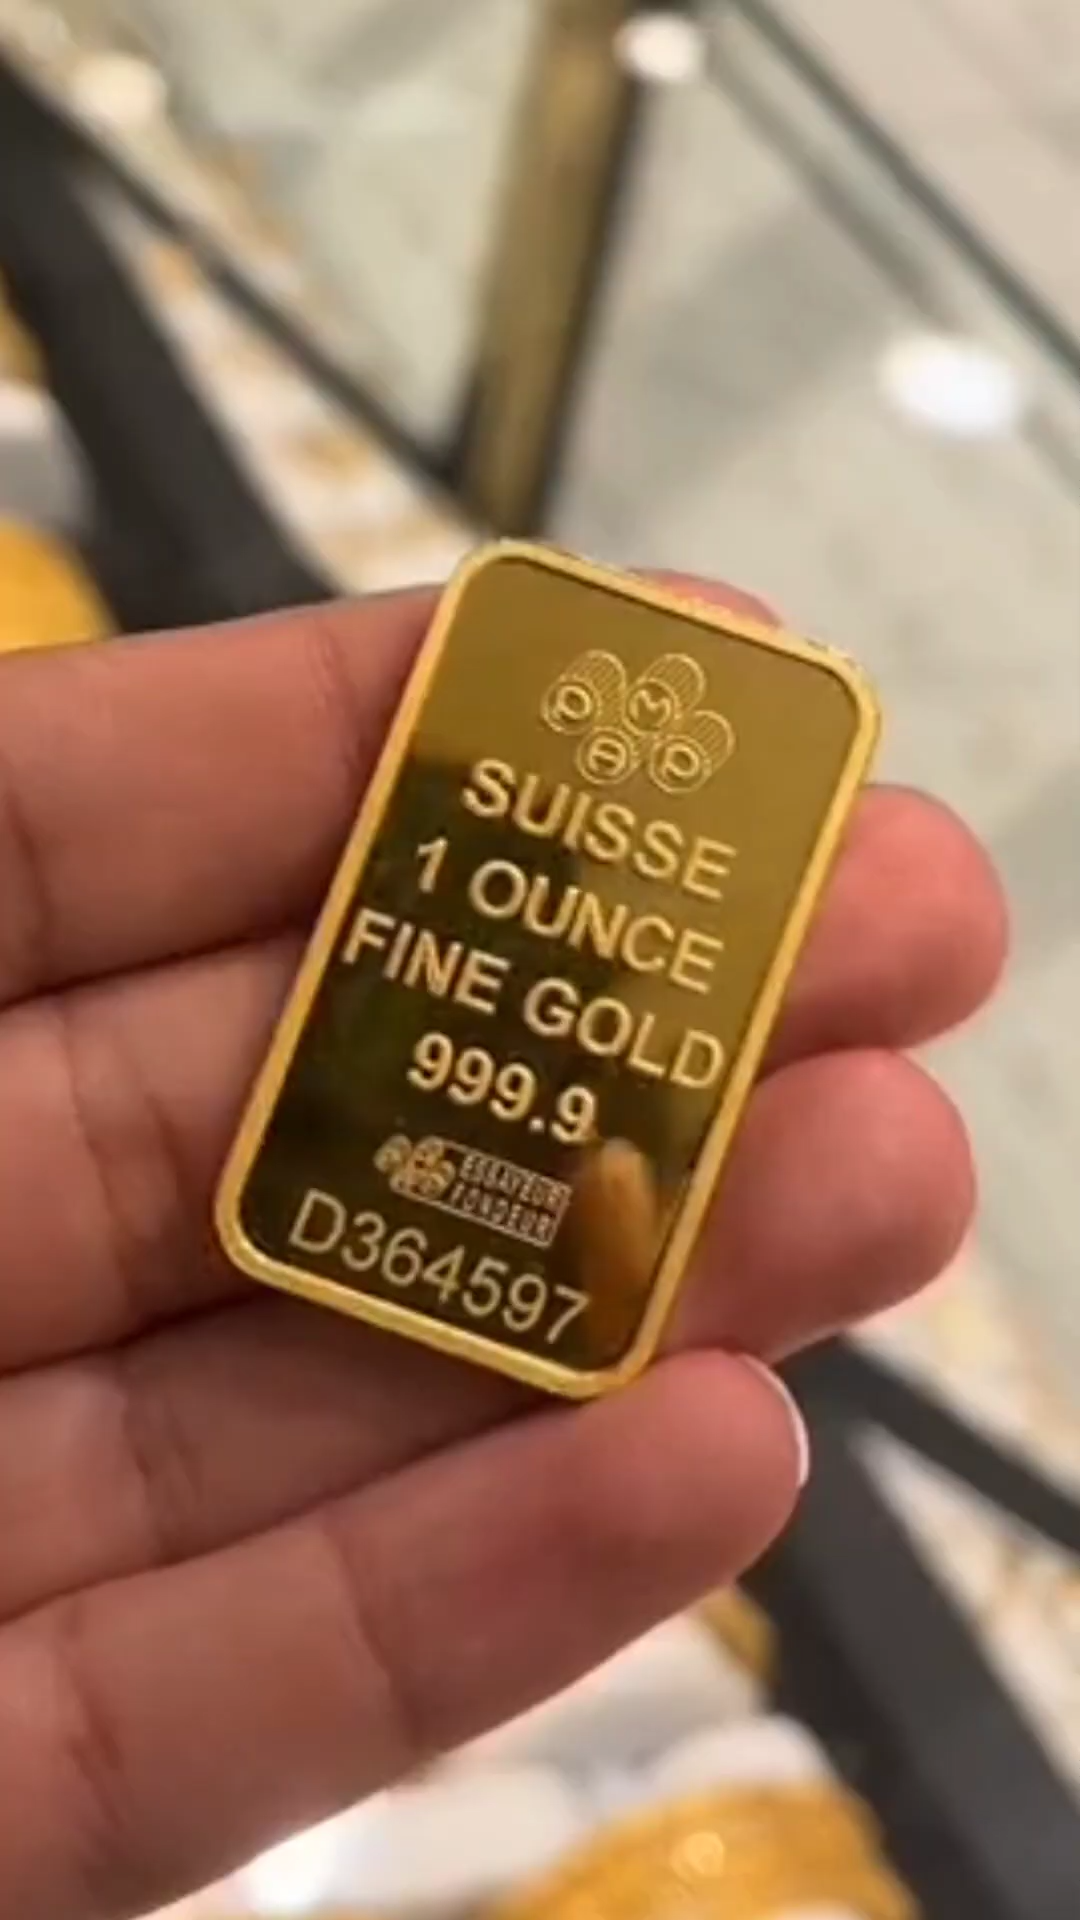 PAMP
SUISSE
1 OUNCE
FINE GOLD
999.9
ESSAYEUR
FONDEUR
D364597